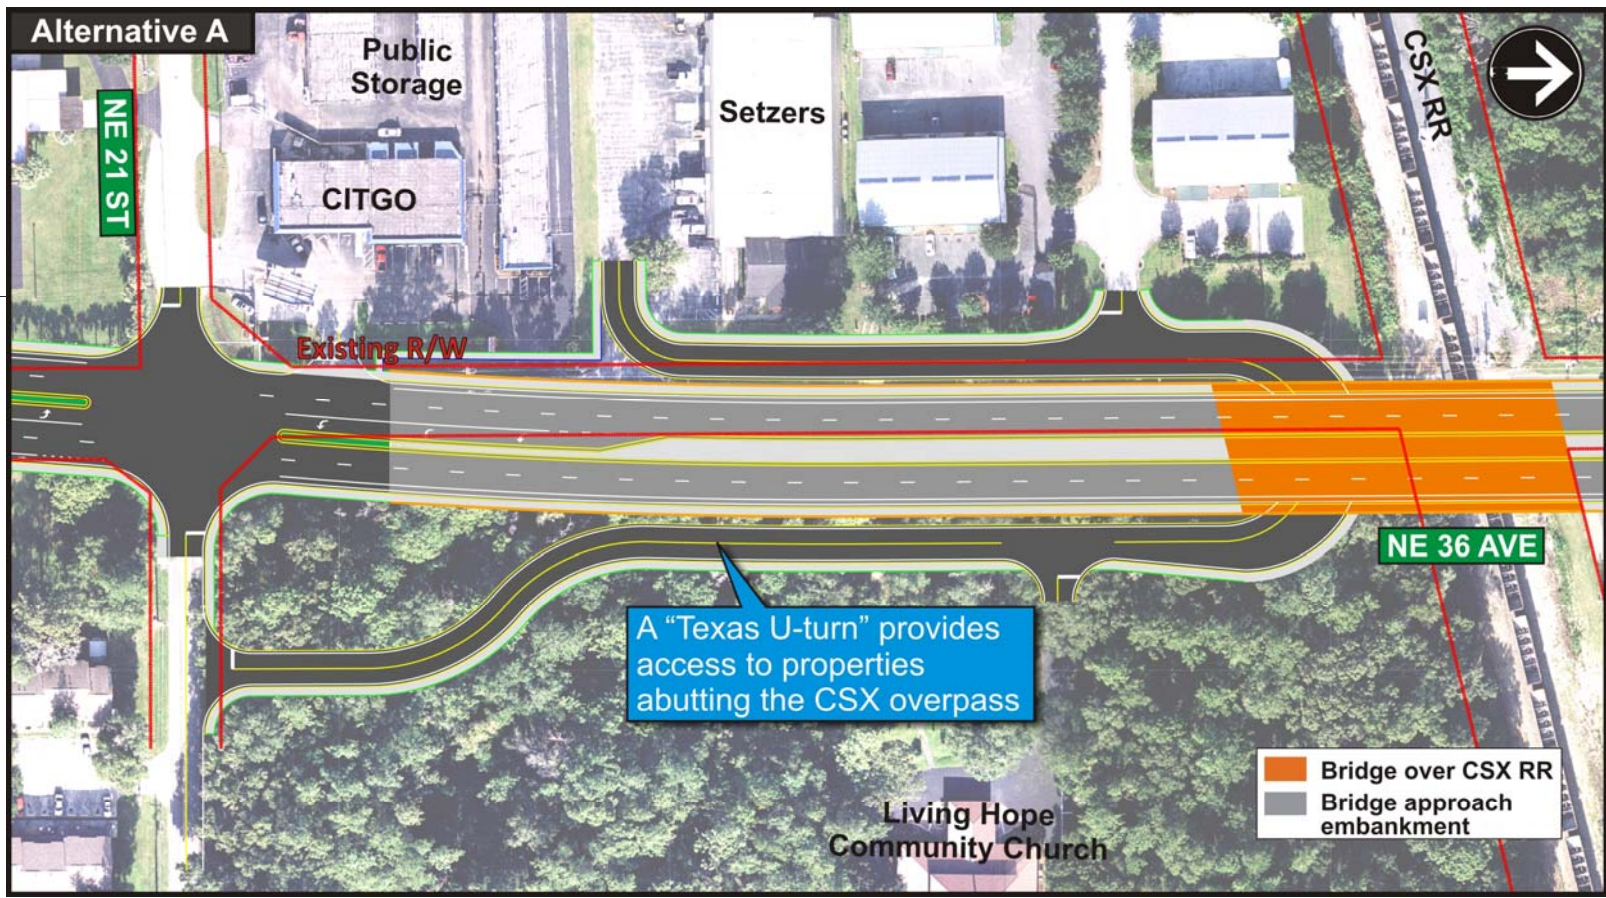 Alternative A
Public
Storage
CITGO
Setzers
CSX RR
NE 21 ST
Existing R/W
NE 36 AVE
A “Texas U-turn” provides
access to properties
abutting the CSX overpass
Living Hope
Community Church
Bridge over CSX RR
Bridge approach
embankment